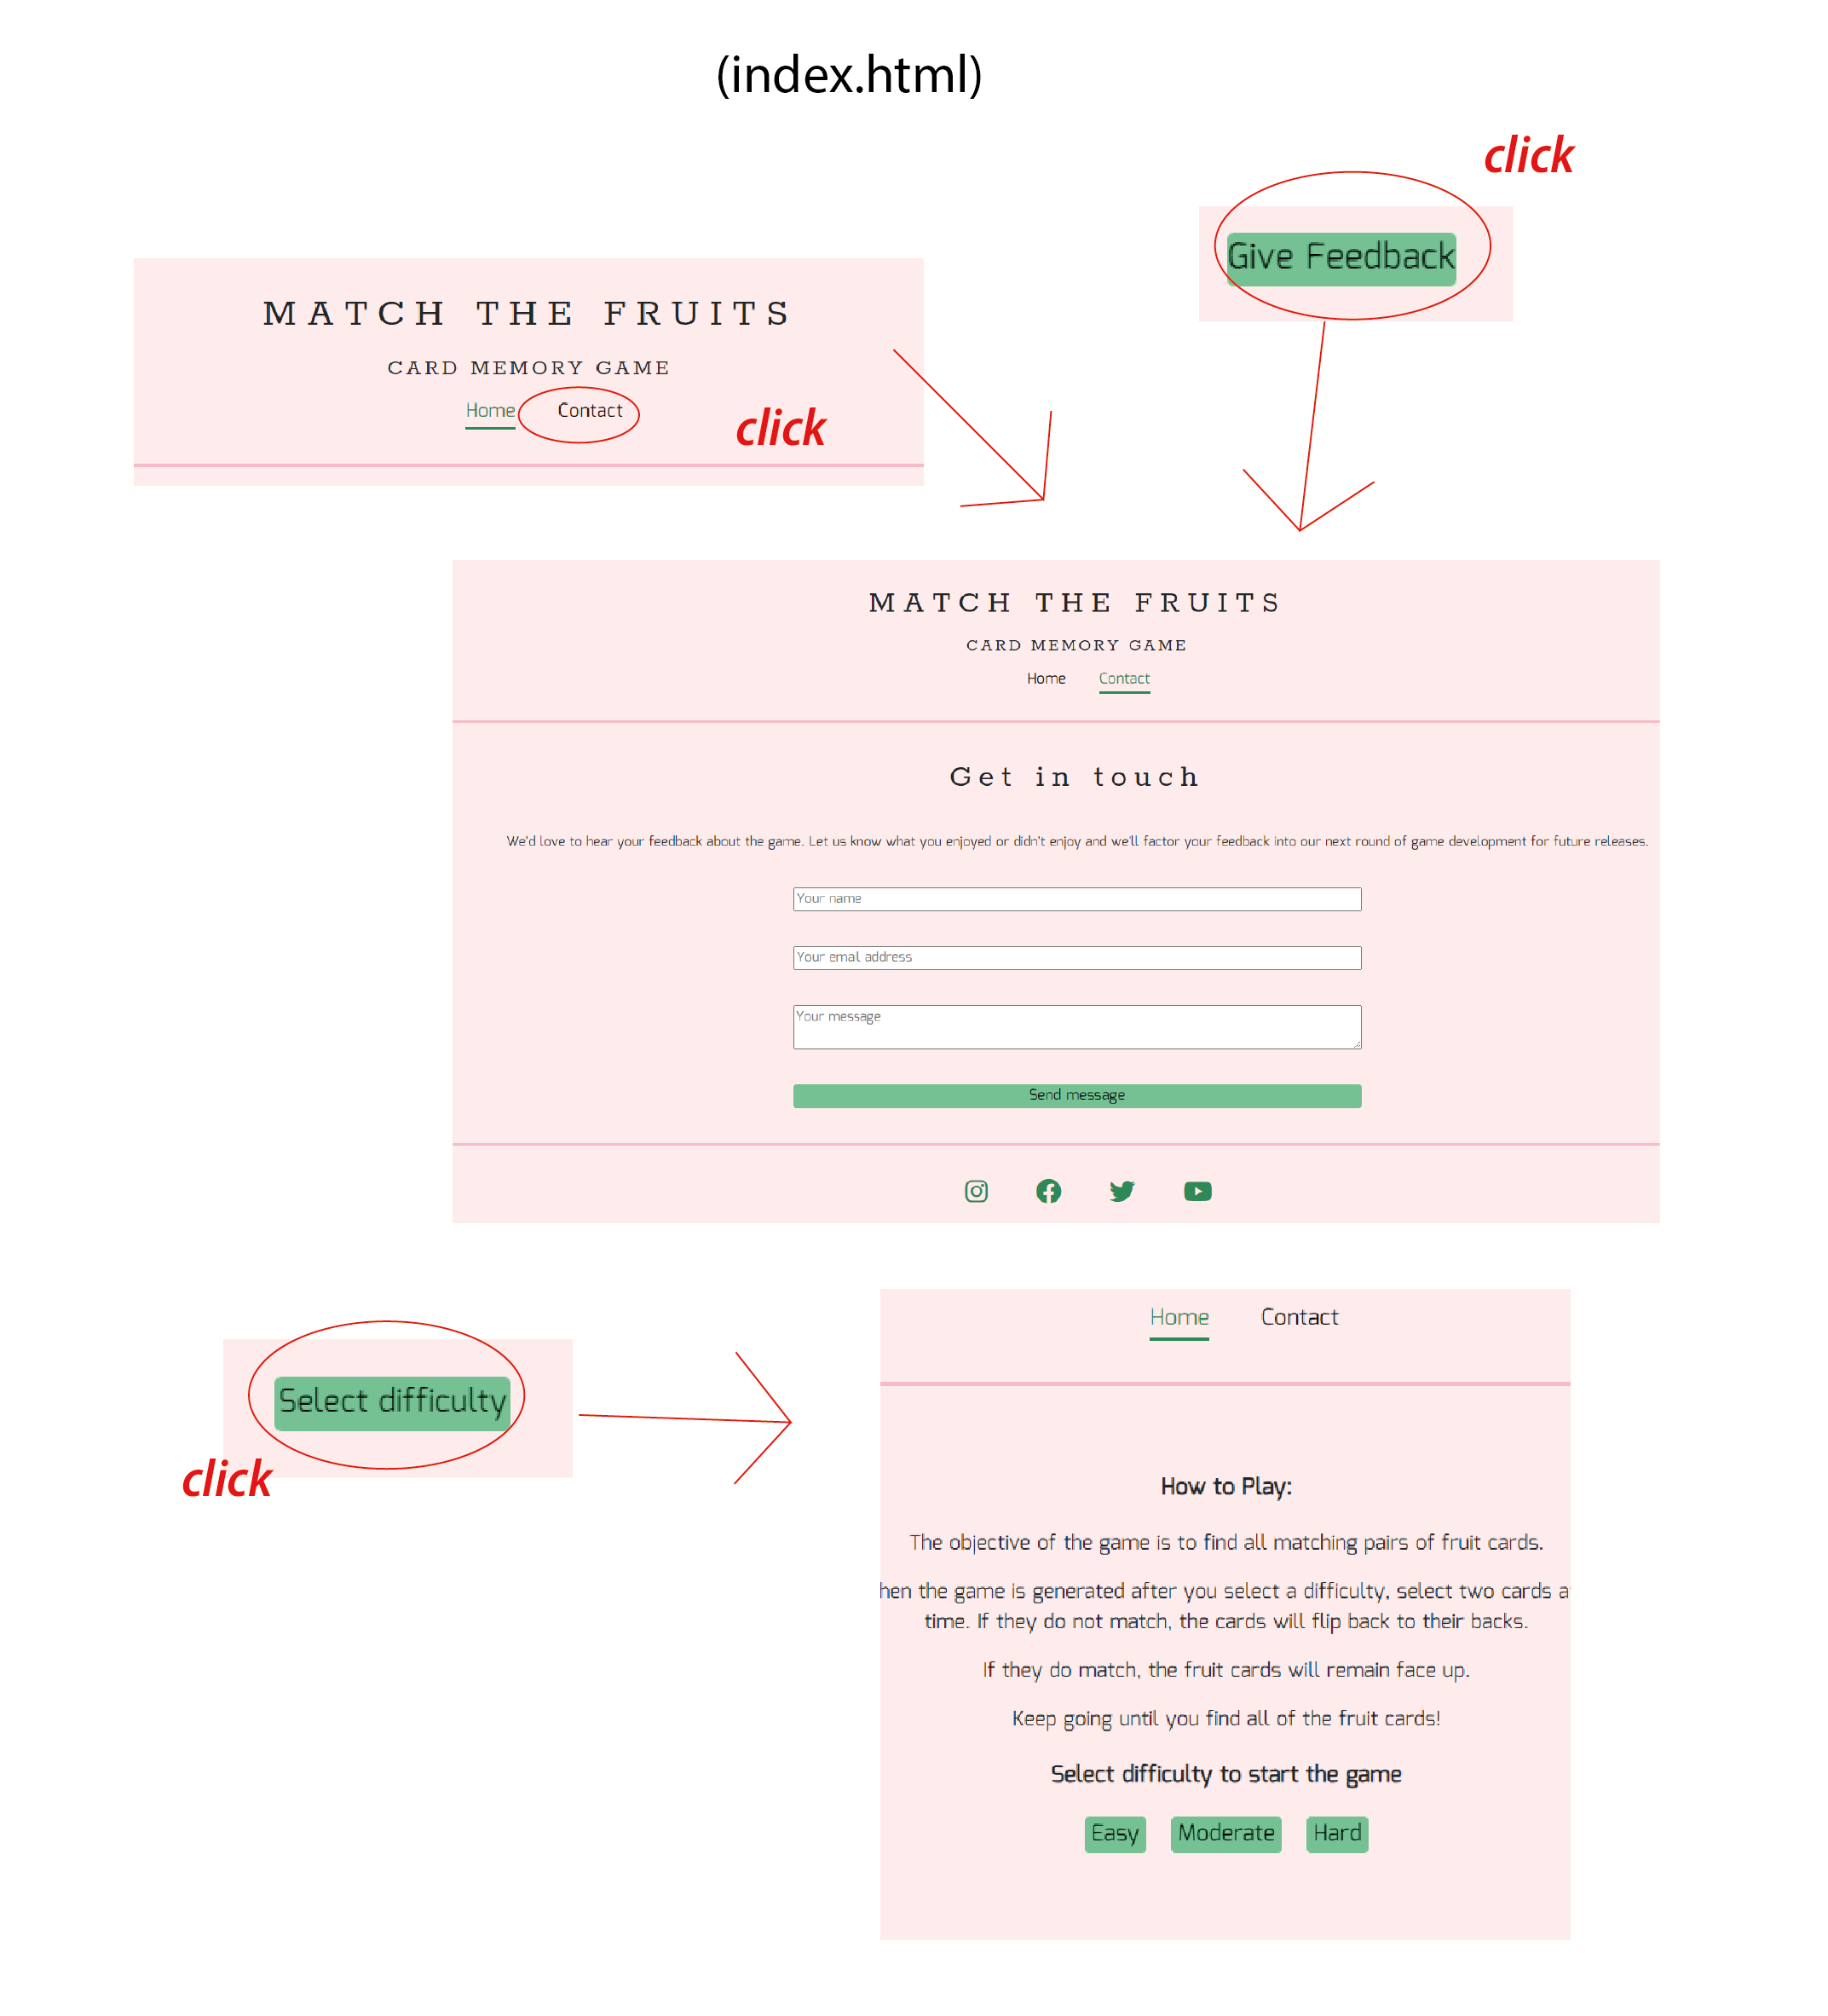 (index.html)
click
Give Feedback
MATCH THE FRUITS
CARD MEMORY GAME
Home Contact
click
MATCH THE FRUITS
CARD MEMORY GAME
Home Contact
Get in touch
We'd love to hear your feedback about the game. Let us know what you enjoyed or didn't enjoy and we'll factor your feedback into our next round of game development for future releases.
Your name
Your emal address
Your message
Send message
Select difficulty
click
Home Contact
How to Play:
The objective of the game is to find all matching pairs of fruit cards.
hen the game is generated after you select a difficulty, select two cards a
time. If they do not match, the cards will flip back to their backs.
If they do match, the fruit cards will remain face up.
Keep going until you find all of the fruit cards!
Select difficulty to start the game
Easy Moderate Hard